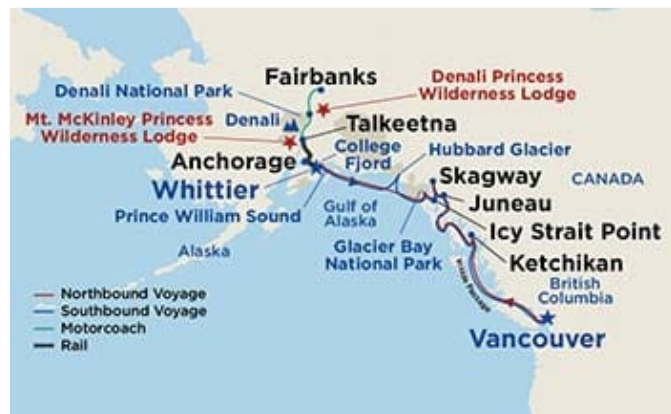 Fairbanks
Denali National Park
Denali Princess
Wilderness Lodge
Mt. McKinley Princess
Wilderness Lodge
Denali
Talkeetna
College
Fjord
Hubbard Glacier
Anchorage
Whittier
Skagway
CANADA
Prince William Sound
Juneau
Gulf of
Alaska
Icy Strait Point
Glacier Bay
National Park
Alaska
Ketchikan
Inside Passage
British
Columbia
Vancouver
Northbound Voyage
Southbound Voyage
Motorcoach
Rail